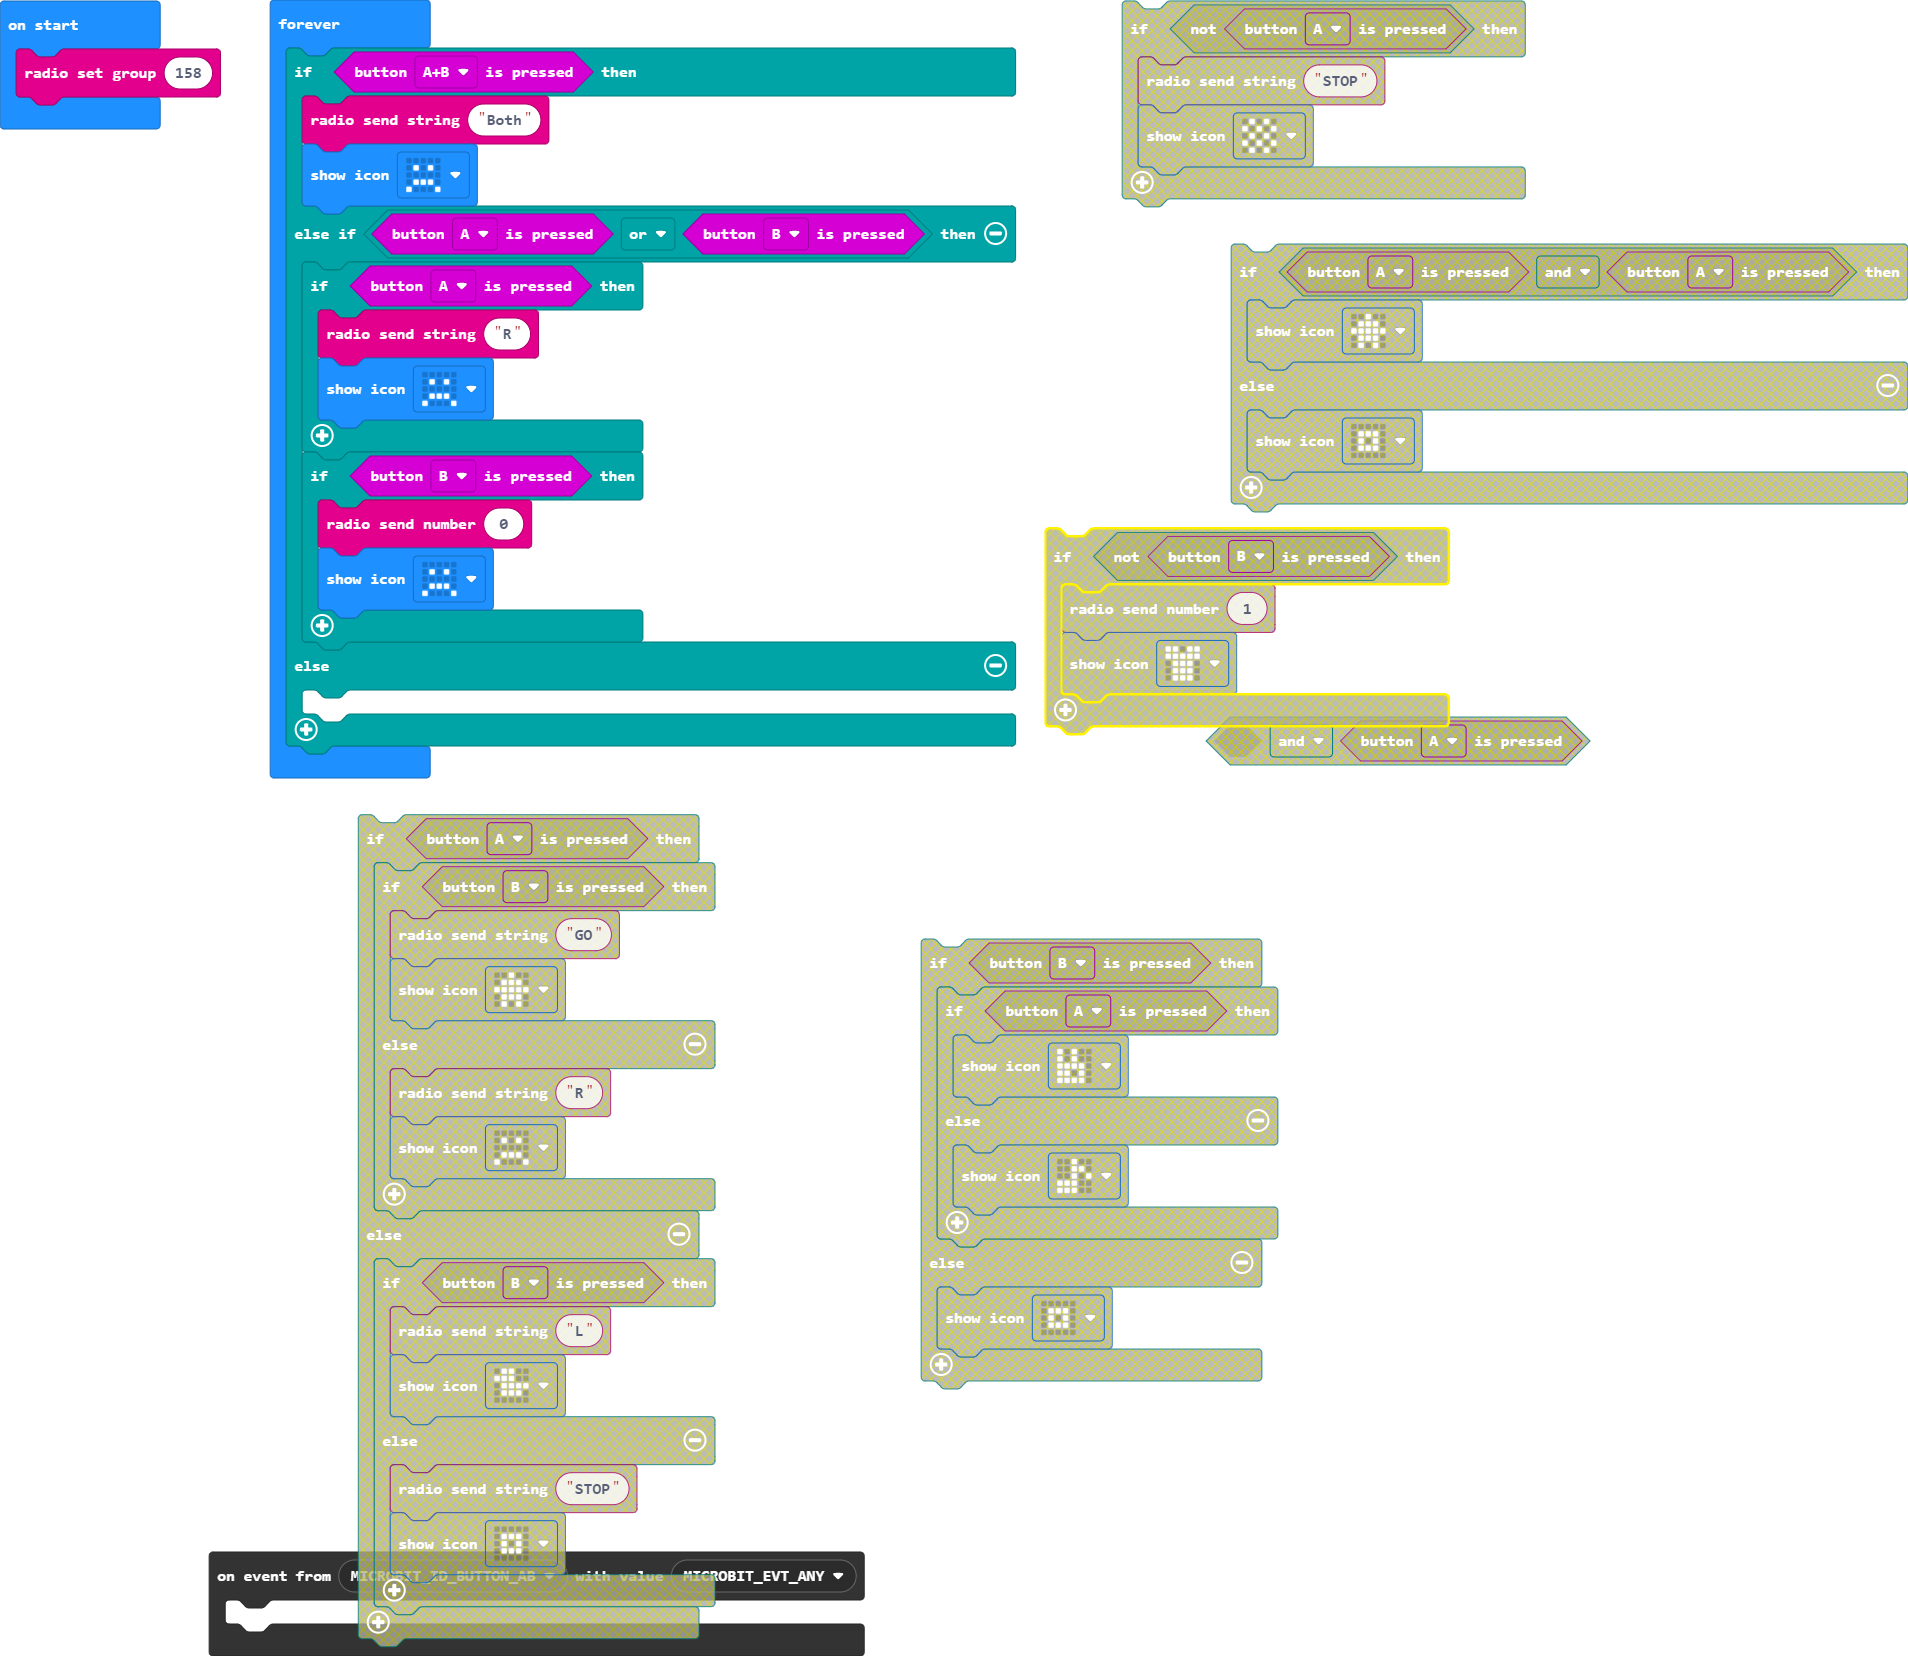 on start
radio set group 158
forever
if button A+B is pressed then
radio send string "Both"
show icon
else if button A is pressed or button B is pressed then
if button A is pressed then
radio send string "R"
show icon
if button B is pressed then
radio send number 0
show icon
else
if not button A is pressed then
radio send string "STOP"
show icon
if button A is pressed and button A is pressed then
show icon
else
show icon
if not button B is pressed then
radio send number 1
show icon
and button A is pressed
if button A is pressed then
if button B is pressed then
radio send string "GO"
show icon
else
radio send string "R"
show icon
else
if button B is pressed then
radio send string "L"
show icon
else
radio send string "STOP"
show icon
on event from MICROBIT_ID_BUTTON_AB with value MICROBIT_EVT_ANY
if button B is pressed then
if button A is pressed then
show icon
else
show icon
else
show icon